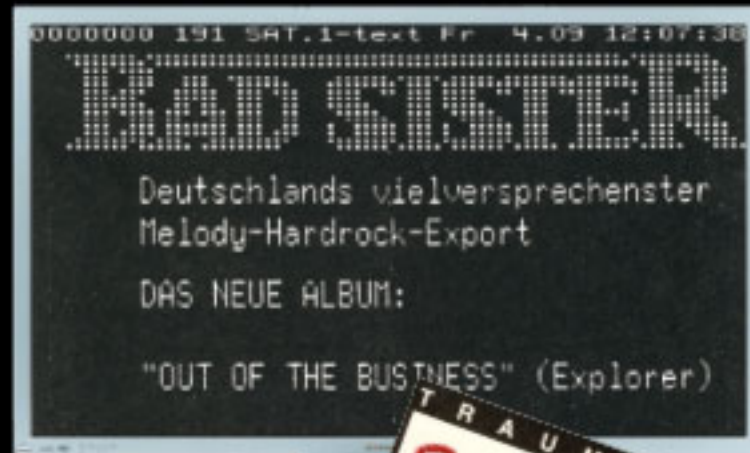 0000000 191 SAT.1-text Fr 4.09 12:07:38
BAD SISTER
Deutschlands vielversprechenster
Melody-Hardrock-Export
DAS NEUE ALBUM:
"OUT OF THE BUSINESS" (Explorer)